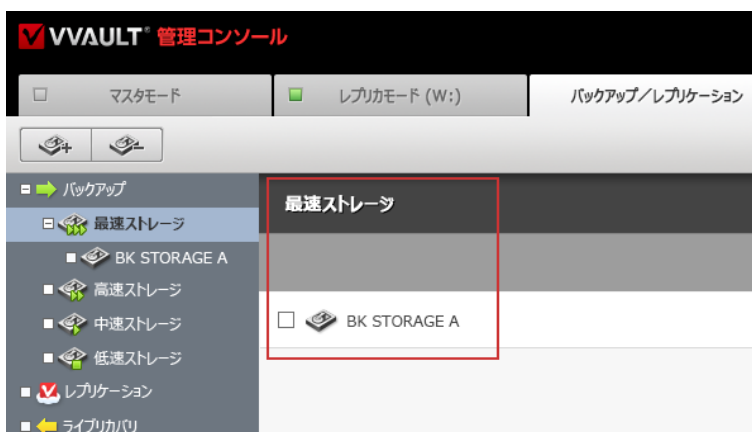 VVAULT® 管理コンソール
マスタモード
レプリカモード (W:)
バックアップ／レプリケーション
バックアップ
最速ストレージ
BK STORAGE A
高速ストレージ
中速ストレージ
低速ストレージ
レプリケーション
ライブリカバリ
最速ストレージ
BK STORAGE A